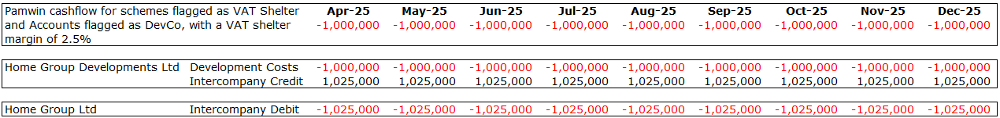 Pamwin cashflow for schemes flagged as VAT Shelter Apr-25 May-25 Jun-25 Jul-25 Aug-25 Sep-25 Oct-25 Nov-25 Dec-25
and Accounts flagged as DevCo, with a VAT shelter -1,000,000 -1,000,000 -1,000,000 -1,000,000 -1,000,000 -1,000,000 -1,000,000 -1,000,000 -1,000,000
margin of 2.5%
Home Group Developments Ltd Development Costs -1,000,000 -1,000,000 -1,000,000 -1,000,000 -1,000,000 -1,000,000 -1,000,000 -1,000,000 -1,000,000
Intercompany Credit 1,025,000 1,025,000 1,025,000 1,025,000 1,025,000 1,025,000 1,025,000 1,025,000 1,025,000
Home Group Ltd Intercompany Debit -1,025,000 -1,025,000 -1,025,000 -1,025,000 -1,025,000 -1,025,000 -1,025,000 -1,025,000 -1,025,000